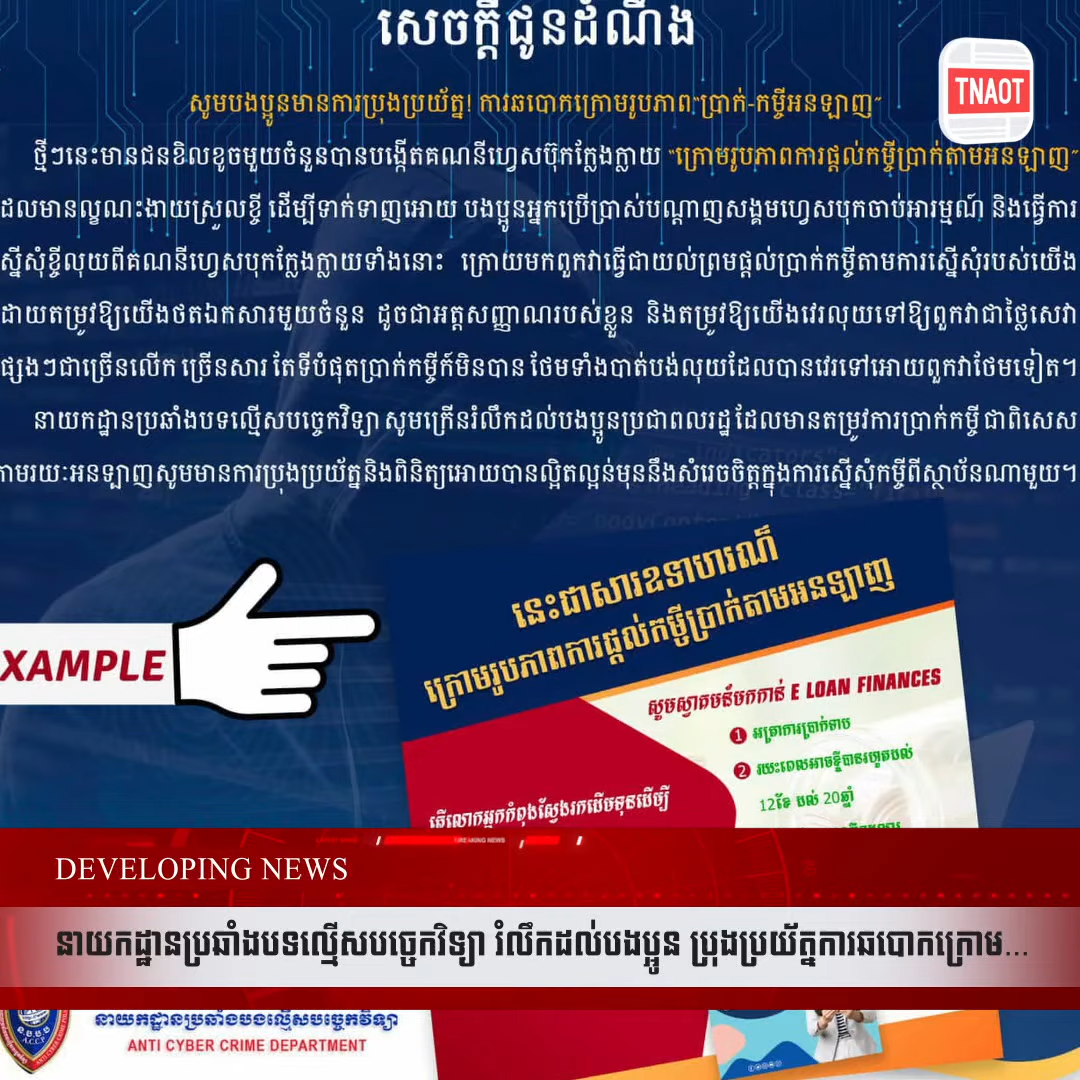 សេចក្តីជូនដំណឹង
TNAOT
សូមបងប្អូនមានការប្រុងប្រយ័ត្ន! ការឆបោកក្រោមរូបភាព"ប្រាក់-កម្ចីអនឡាញ"
ថ្មីៗនេះមានជនខិលខូចមួយចំនួនបានបង្កើតគណនីហ្វេសប៊ុកក្លែងក្លាយ "ក្រោមរូបភាពការផ្តល់កម្ចីប្រាក់តាមអនឡាញ"
ដែលមានលក្ខណៈងាយស្រួលខ្ចី ដើម្បីទាក់ទាញអោយ បងប្អូនអ្នកប្រើប្រាស់បណ្តាញសង្គមហ្វេសបុកចាប់អារម្មណ៍ និងធ្វើការ
ស្នើសុំខ្ចីលុយពីគណនីហ្វេសបុកក្លែងក្លាយទាំងនោះ ក្រោយមកពួកវាធ្វើជាយល់ព្រមផ្តល់ប្រាក់កម្ចីតាមការស្នើសុំរបស់យើង
ដោយតម្រូវឱ្យយើងថតឯកសារមួយចំនួន ដូចជាអត្តសញ្ញាណរបស់ខ្លួន និងតម្រូវឱ្យយើងវេរលុយទៅឱ្យពួកវាជាថ្លៃសេវា
ផ្សេងៗជាច្រើនលើក ច្រើនសារ តែទីបំផុតប្រាក់កម្ចីក៍មិនបាន ថែមទាំងបាត់បង់លុយដែលបានវេរទៅអោយពួកវាថែមទៀត។
នាយកដ្ឋានប្រឆាំងបទល្មើសបច្ចេកវិទ្យា សូមក្រើនរំលឹកដល់បងប្អូនប្រជាពលរដ្ឋដែលមានតម្រូវការប្រាក់កម្ចី ជាពិសេស
តាមរយៈអនឡាញសូមមានការប្រុងប្រយ័ត្ននិងពិនិត្យអោយបានល្អិតល្អន់មុននឹងសំរេចចិត្តក្នុងការស្នើសុំកម្ចីពីស្ថាប័នណាមួយ។
XAMPLE
នេះជាសារឧទាហរណ៏
ក្រោមរូបភាពការផ្តល់កម្ចីប្រាក់តាមអនឡាញ
សូមស្វាគមន៍មកកាន់ E LOAN FINANCES
1 អត្រាការប្រាក់ទាប
2 រយះពេលអាចខ្ចីបានរហូតដល់
12ខែ ដល់ 20ឆ្នាំ
តើលោកអ្នកកំពុងស្វែងរកដើមទុនដើម្បី
BREAKING NEWS
DEVELOPING NEWS
នាយកដ្ឋានប្រឆាំងបទល្មើសបច្ចេកវិទ្យា រំលឹកដល់បងប្អូន ប្រុងប្រយ័ត្នការឆបោកក្រោម...
ន.ប.ប.ប
A.C.C.P
នាយកដ្ឋានប្រឆាំងបទល្មើសបច្ចេកវិទ្យា
ANTI CYBER CRIME DEPARTMENT